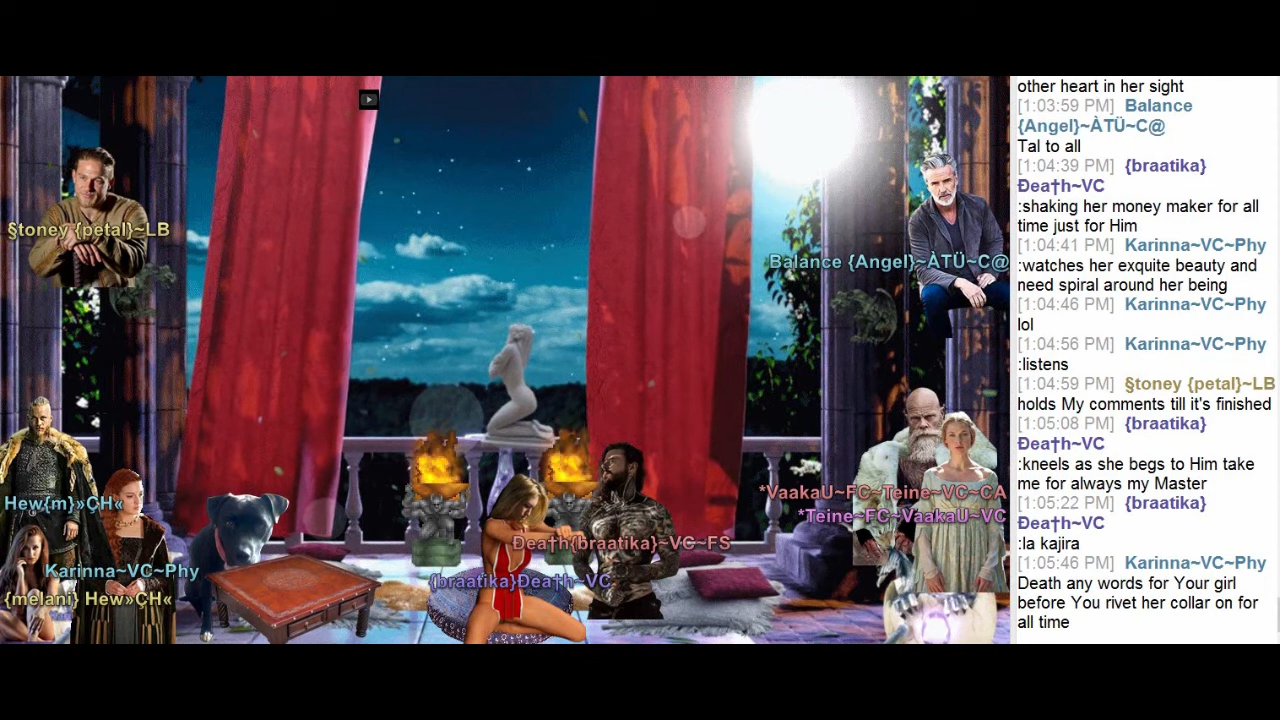 other heart in her sight
[1:03:59 PM] Balance
{Angel}~ÀTÜ~C@
Tal to all
[1:04:39 PM] {braatika}
Ðea†h~VC
:shaking her money maker for all
time just for Him
[1:04:41 PM] Karinna~VC~Phy
:watches her exquite beauty and
need spiral around her being
[1:04:46 PM] Karinna~VC~Phy
lol
[1:04:56 PM] Karinna~VC~Phy
:listens
[1:04:59 PM] §toney {petal}~LB
holds My comments till it's finished
[1:05:08 PM] {braatika}
Ðea†h~VC
:kneels as she begs to Him take
me for always my Master
[1:05:22 PM] {braatika}
Ðea†h~VC
:la kajira
[1:05:46 PM] Karinna~VC~Phy
Death any words for Your girl
before You rivet her collar on for
all time
§toney {petal}~LB
Balance {Angel}~ÀTÜ~C@
*VaakaU~FC~Teine~VC~CA
*Teine~FC~VaakaU~VC
Hew{m}»ÇH«
Karinna~VC~Phy
{melani} Hew»ÇH«
Dea†h{braatika}~VC~FS
{braatika}Ðea†h~VC